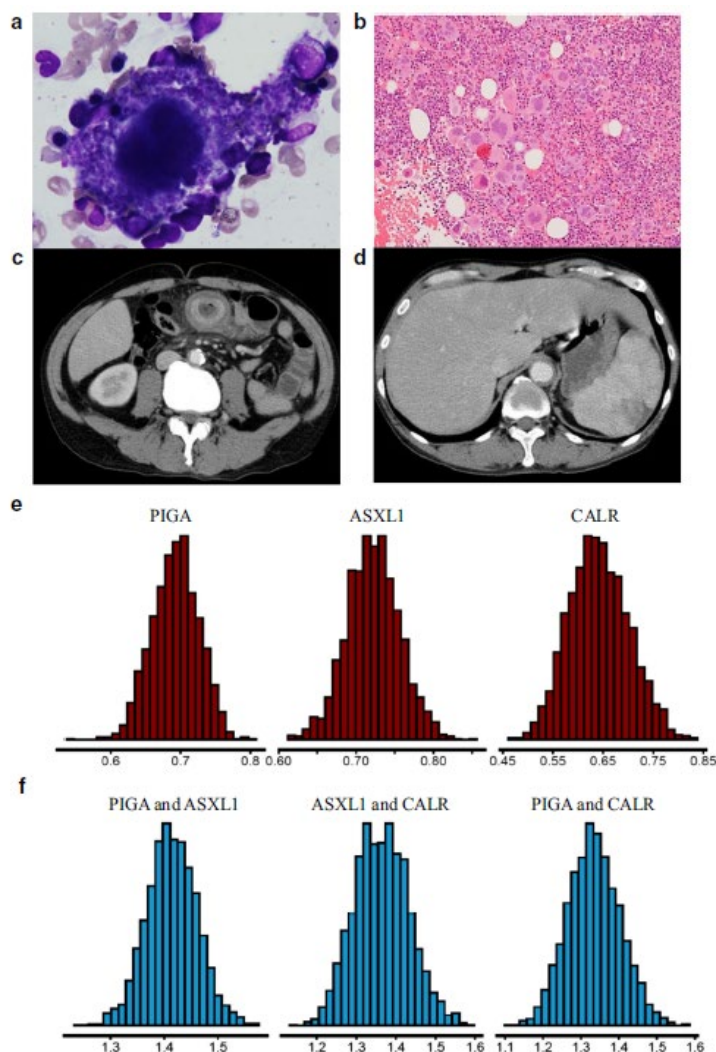 a b
c d
e
PIGA ASXL1 CALR
0.6 0.7 0.8 0.60 0.70 0.80 0.45 0.55 0.65 0.75 0.85
f
PIGA and ASXL1 ASXL1 and CALR PIGA and CALR
1.3 1.4 1.5 1.2 1.3 1.4 1.5 1.6 1.1 1.2 1.3 1.4 1.5 1.6